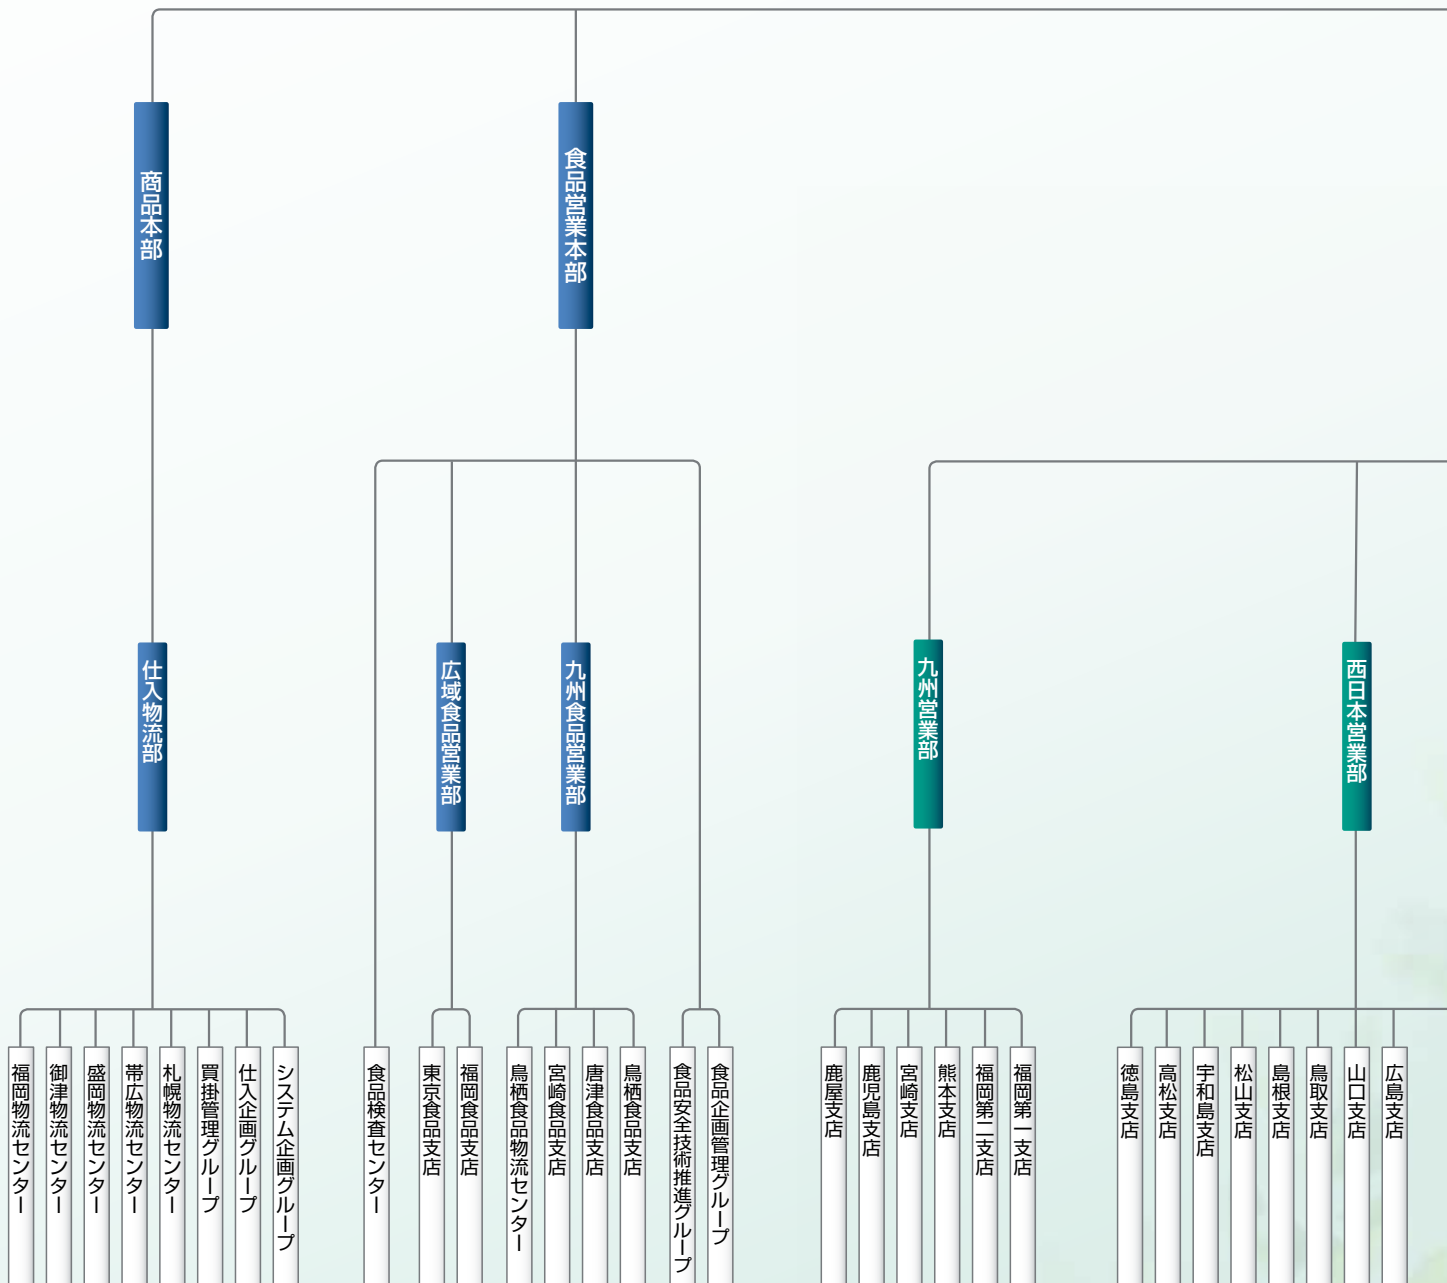 食品営業本部
商品本部
西日本営業部
九州営業部
九州食品営業部
広域食品営業部
仕入物流部
広島支店
山口支店
鳥取支店
島根支店
松山支店
宇和島支店
高松支店
徳島支店
福岡第一支店
福岡第二支店
熊本支店
宮崎支店
鹿児島支店
鹿屋支店
食品企画管理グループ
食品安全技術推進グループ
鳥栖食品支店
唐津食品支店
宮崎食品支店
鳥栖食品物流センター
福岡食品支店
東京食品支店
食品検査センター
システム企画グループ
仕入企画グループ
買掛管理グループ
札幌物流センター
帯広物流センター
盛岡物流センター
御津物流センター
福岡物流センター